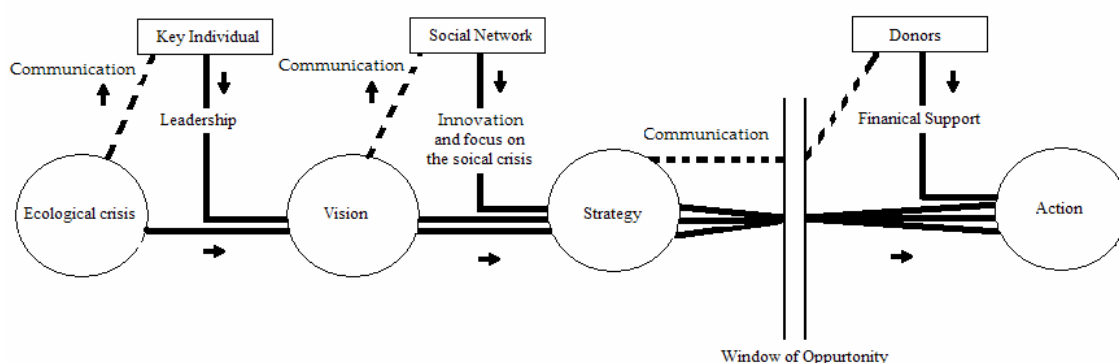 Key Individual
Social Network
Donors
Communication
Communication
Leadership
Innovation
and focus on
the soical crisis
Communication
Finanical Support
Ecological crisis
Vision
Strategy
Action
Window of Oppurtonity